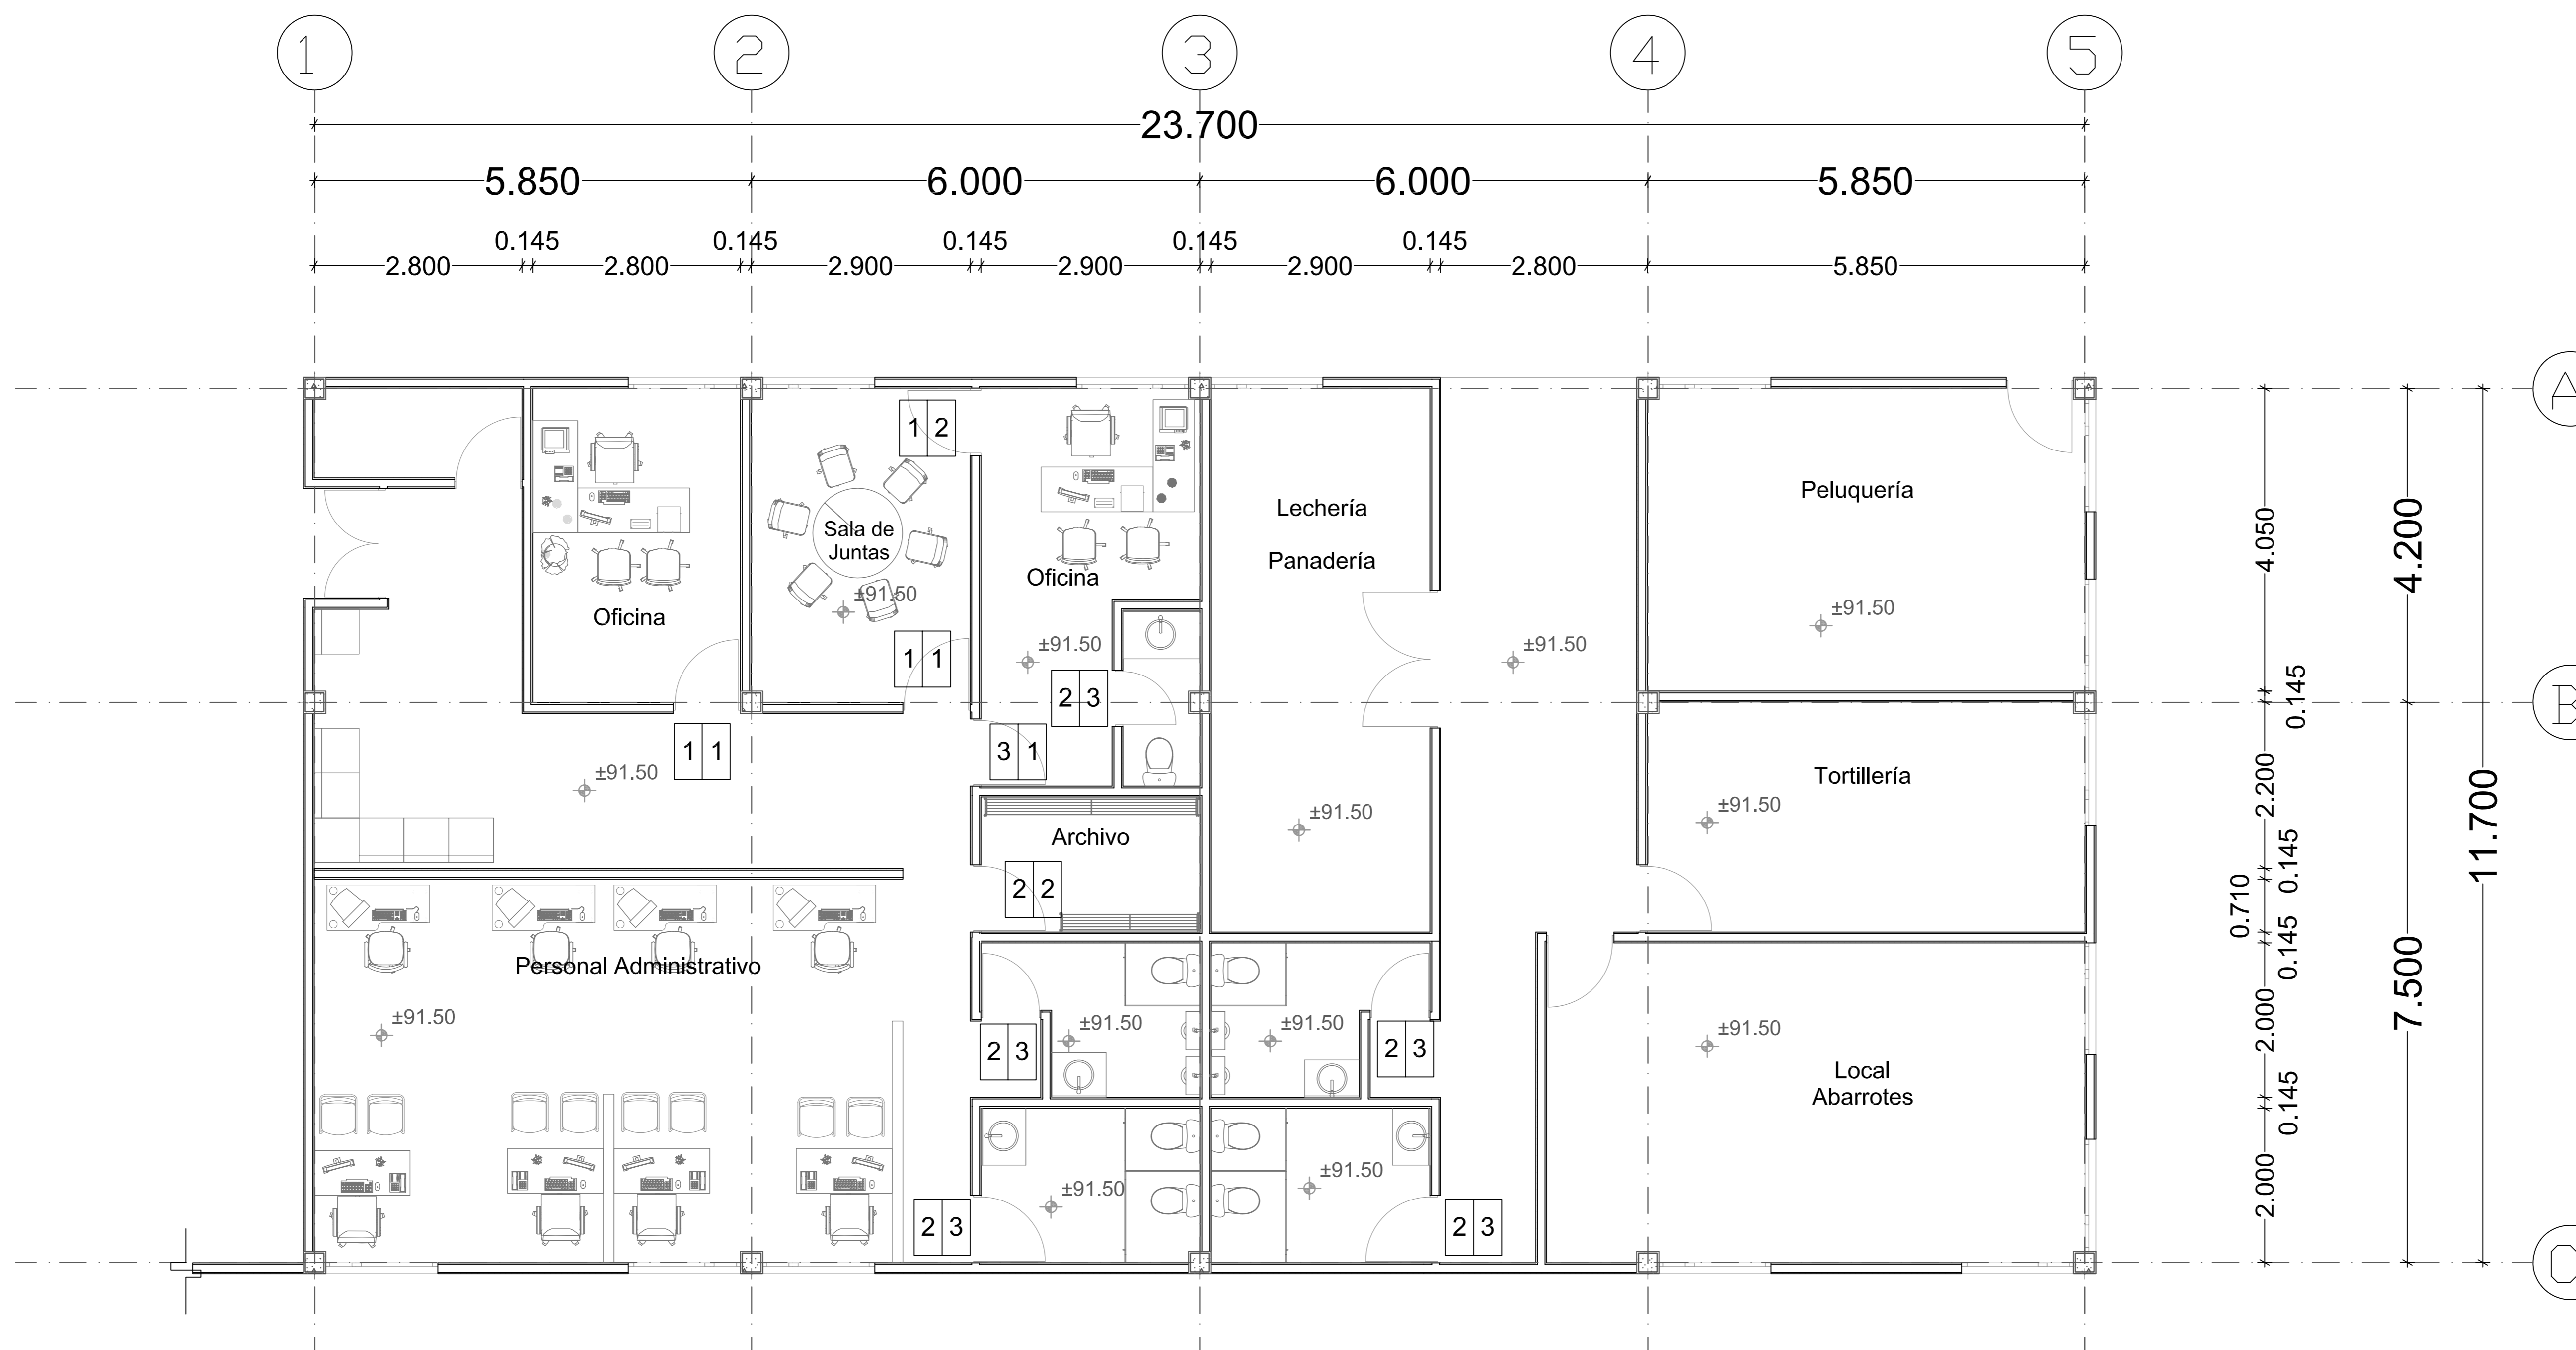 1 2 3 4 5
23.700
5.850 6.000 6.000 5.850
0.145 0.145 0.145 0.145 0.145
2.800 2.800 2.900 2.900 2.900 2.800 5.850
A
1 2
Peluquería
Lechería
4.050
4.200
Sala de
Juntas
Panadería
Oficina
±91.50
±91.50
Oficina
±91.50
±91.50
1 1
0.145
2 3
B
1 1
3 1
±91.50
Tortillería
2.200
±91.50
±91.50
11.700
Archivo
0.145
2 2
0.710
0.145
Personal Administrativo
7.500
±91.50
±91.50
±91.50
±91.50
2.000
2 3
2 3
Local
Abarrotes
0.145
±91.50
±91.50
2.000
2 3
2 3
C